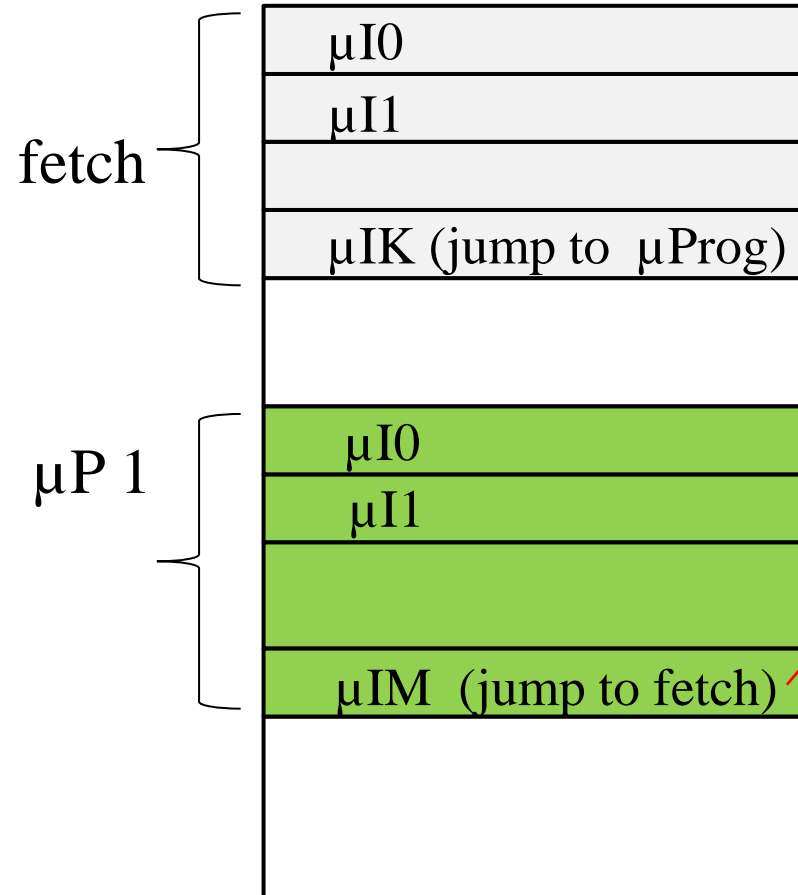 µI0
µI1
fetch
µIK (jump to µProg)
µI0
µP 1
µI1
µIM (jump to fetch)